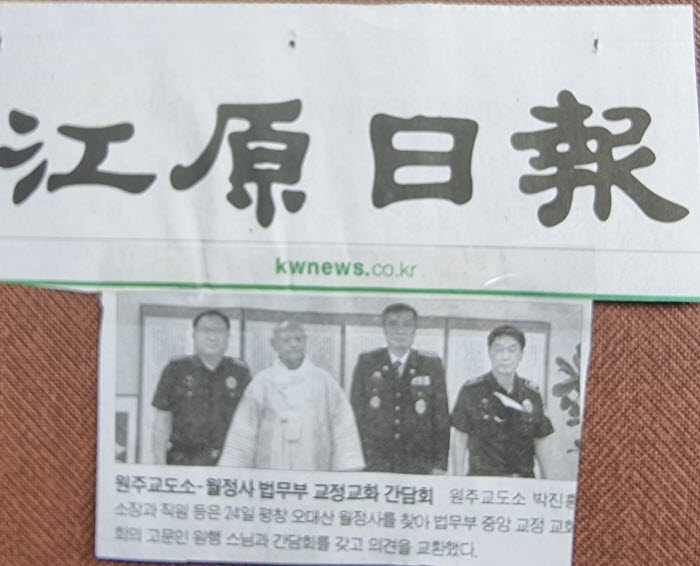 江原日報
kwnews.co.kr
원주교도소-월정사 법무부 교정교화 간담회 원주교도소 박진홍
소장과 직원 등은 24일 평창 오대산 월정사를 찾아 법무부 중앙 교정 교화
회의 고문인 원행 스님과 간담회를 갖고 의견을 교환했다.